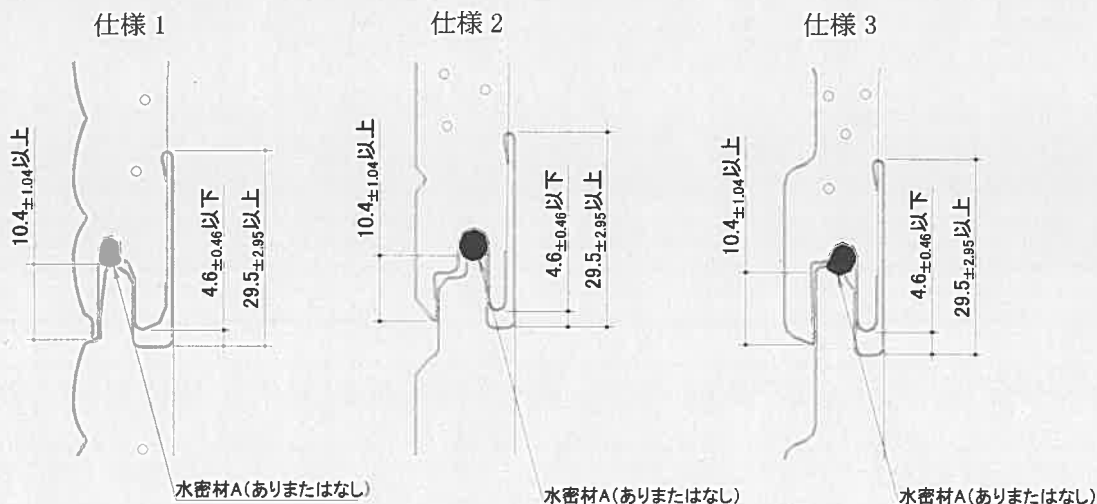 仕様1
10.4±1.04以上
4.6±0.46以下
29.5±2.95以上
水密材A(ありまたはなし)
仕様2
10.4±1.04以上
4.6±0.46以下
29.5±2.95以上
水密材A(ありまたはなし)
仕様3
10.4±1.04以上
4.6±0.46以下
29.5±2.95以上
水密材A(ありまたはなし)